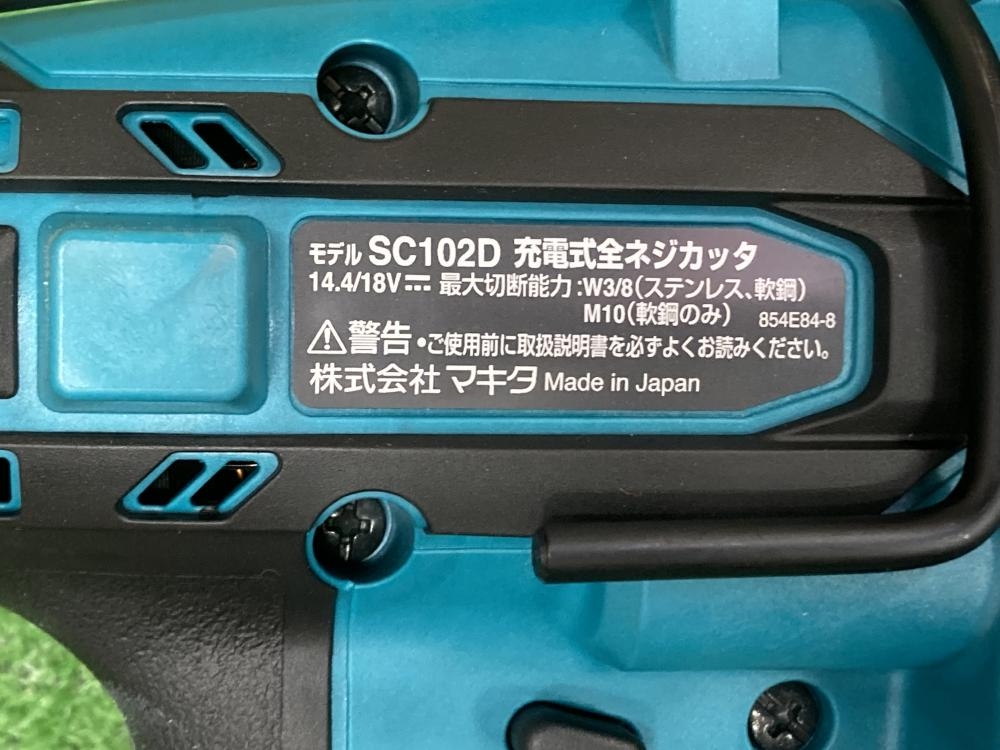 モデル SC102D 充電式全ネジカッタ
14.4/18V⎓ 最大切断能力:W3/8(ステンレス、軟鋼)
M10(軟鋼のみ) 854E84-8
⚠警告・ご使用前に取扱説明書を必ずよくお読みください。
株式会社 マキタ Made in Japan